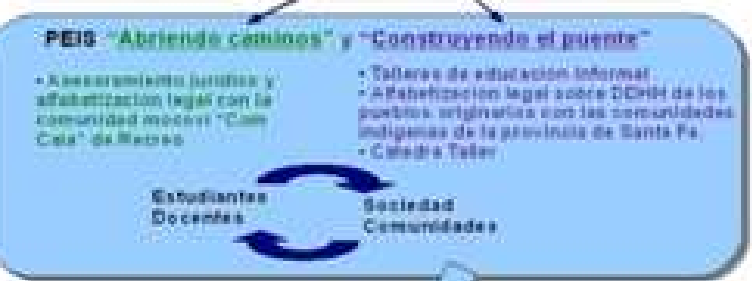 PEIS "Abriendo caminos" y "Construyendo el puente"
• Asesoramiento jurídico y
alfabetización legal con la
comunidad mocoví "Com
Caia" de Recreo
• Talleres de educación informal
• Alfabetización legal sobre DDHH de los
pueblos originarios con las comunidades
indígenas de la provincia de Santa Fe.
• Cátedra Taller
Estudiantes
Docentes
Sociedad
Comunidades